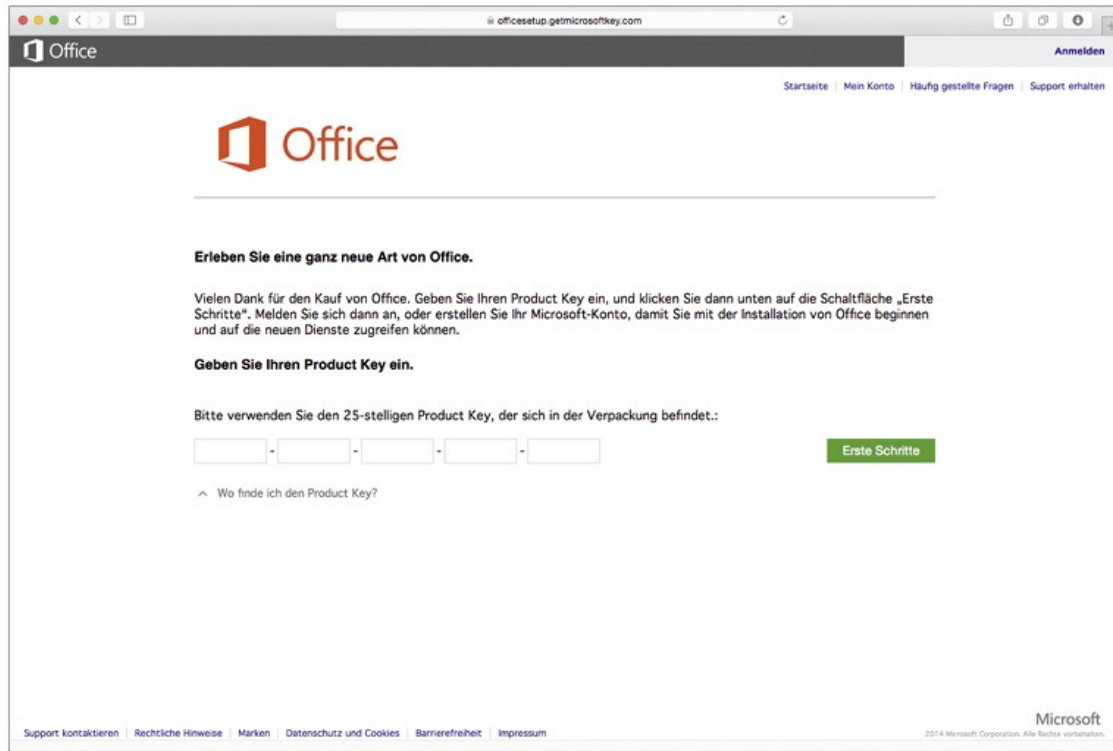 officesetup.getmicrosoftkey.com
Office
Anmelden
Startseite | Mein Konto | Häufig gestellte Fragen | Support erhalten
Office
Erleben Sie eine ganz neue Art von Office.
Vielen Dank für den Kauf von Office. Geben Sie Ihren Product Key ein, und klicken Sie dann unten auf die Schaltfläche „Erste
Schritte“. Melden Sie sich dann an, oder erstellen Sie Ihr Microsoft-Konto, damit Sie mit der Installation von Office beginnen
und auf die neuen Dienste zugreifen können.
Geben Sie Ihren Product Key ein.
Bitte verwenden Sie den 25-stelligen Product Key, der sich in der Verpackung befindet.:
- - - -
Erste Schritte
Wo finde ich den Product Key?
Microsoft
Support kontaktieren | Rechtliche Hinweise | Marken | Datenschutz und Cookies | Barrierefreiheit | Impressum
2014 Microsoft Corporation. Alle Rechte vorbehalten.